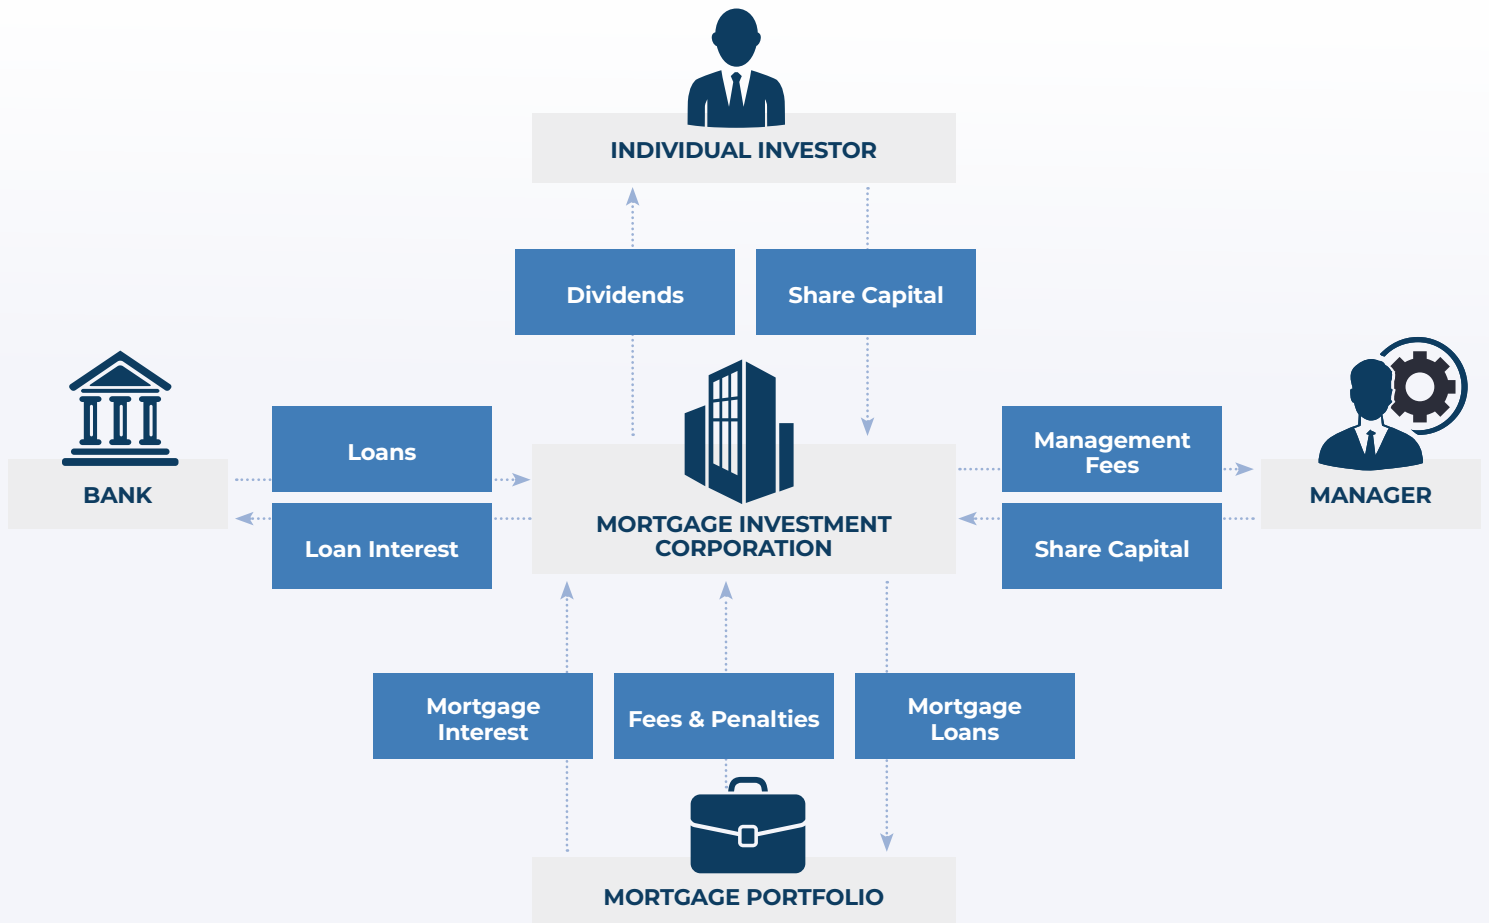 INDIVIDUAL INVESTOR
Dividends
Share Capital
Loans
Management
Fees
BANK
MANAGER
MORTGAGE INVESTMENT
CORPORATION
Loan Interest
Share Capital
Mortgage
Interest
Fees & Penalties
Mortgage
Loans
MORTGAGE PORTFOLIO